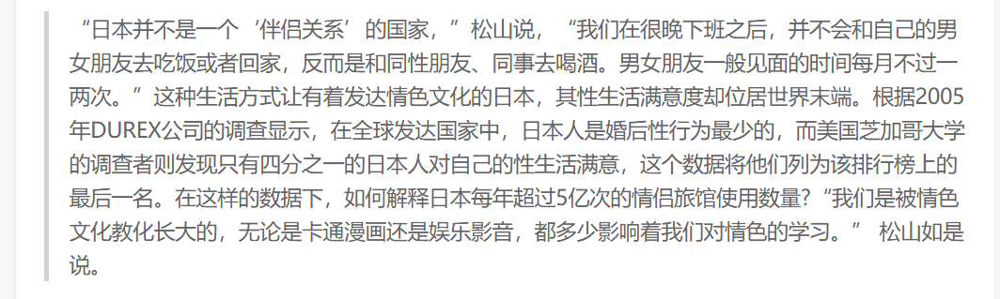 “日本并不是一个‘伴侣关系’的国家，”松山说，“我们在很晚下班之后，并不会和自己的男
女朋友去吃饭或者回家，反而是和同性朋友、同事去喝酒。男女朋友一般见面的时间每月不过一
两次。”这种生活方式让有着发达情色文化的日本，其性生活满意度却位居世界末端。根据2005
年DUREX公司的调查显示，在全球发达国家中，日本人是婚后性行为最少的，而美国芝加哥大学
的调查者则发现只有四分之一的日本人对自己的性生活满意，这个数据将他们列为该排行榜上的
最后一名。在这样的数据下，如何解释日本每年超过5亿次的情侣旅馆使用数量?“我们是被情色
文化教化长大的，无论是卡通漫画还是娱乐影音，都多少影响着我们对情色的学习。” 松山如是
说。